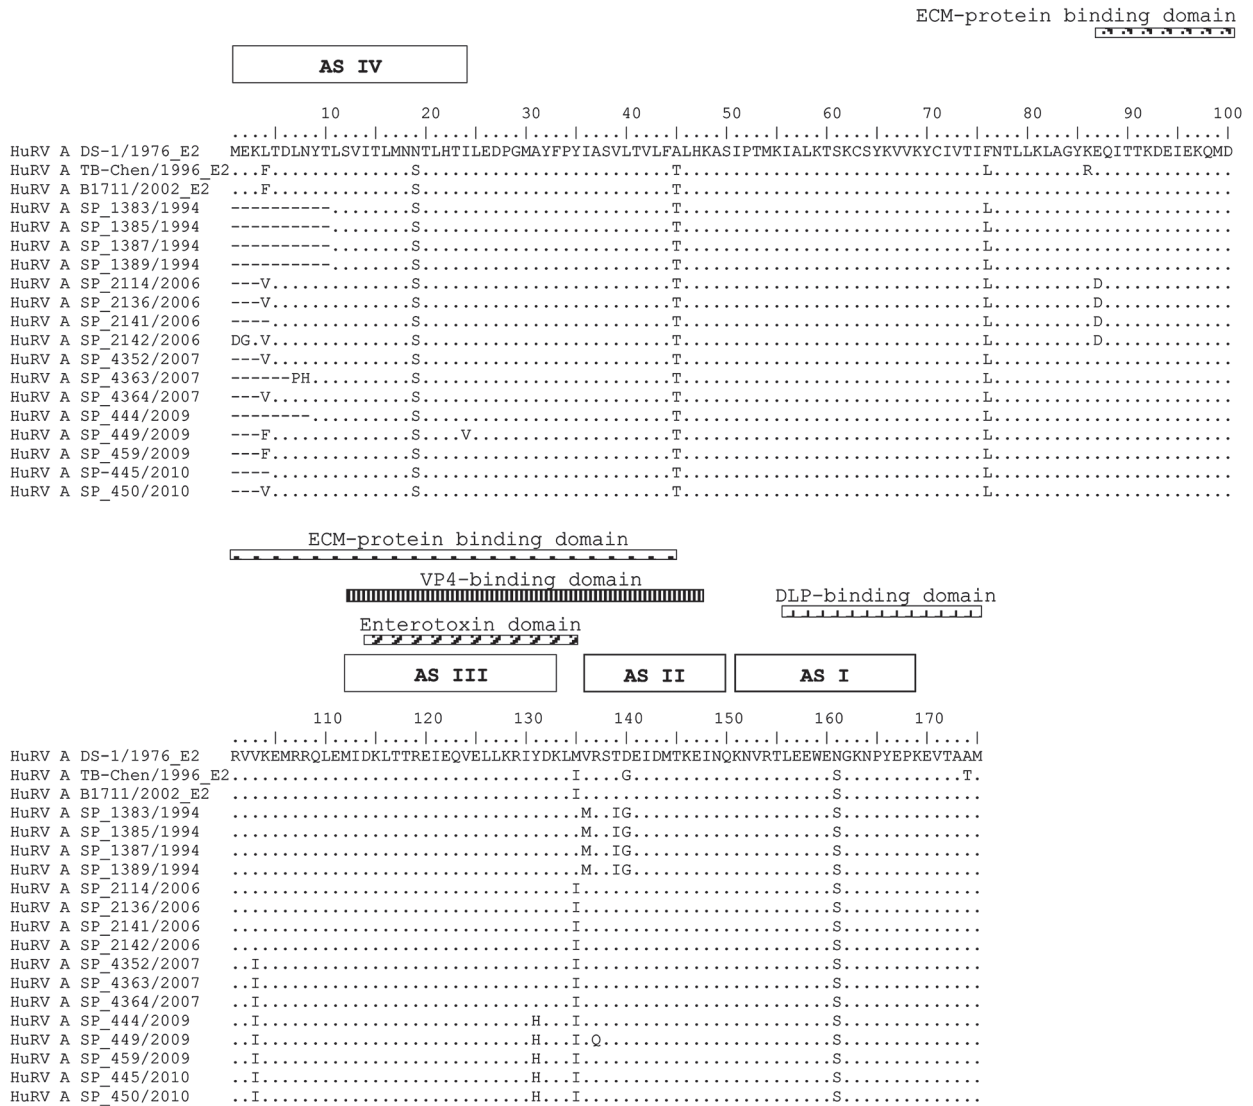 ECM-protein binding domain
AS IV
10 20 30 40 50 60 70 80 90 100
HuRV A DS-1/1976_E2 MEKLTDLNYTLSVITLMNNTLHTILEDPGMAYFPYIASVLTVLFALHKASIPTMKIALKTSKCSYKVVKYCIVTIFNTLLKLAGYKEQITTKDEIEKQMD
HuRV A TB-Chen/1996_E2 ...F..............S.........................T..............................L.........R..............
HuRV A B1711/2002_E2 ...F..............S.........................T..............................L........................
HuRV A SP_1383/1994 ----------........S.........................T..............................L........................
HuRV A SP_1385/1994 ----------........S.........................T..............................L........................
HuRV A SP_1387/1994 ----------........S.........................T..............................L........................
HuRV A SP_1389/1994 ----------........S.........................T..............................L........................
HuRV A SP_2114/2006 ---V..............S.........................T..............................L..........D.............
HuRV A SP_2136/2006 ---V..............S.........................T..............................L..........D.............
HuRV A SP_2141/2006 ----..............S.........................T..............................L..........D.............
HuRV A SP_2142/2006 DG.V..............S.........................T..............................L..........D.............
HuRV A SP_4352/2007 ---V..............S.........................T..............................L........................
HuRV A SP_4363/2007 ------PH..........S.........................T..............................L........................
HuRV A SP_4364/2007 ---V..............S.........................T..............................L........................
HuRV A SP_444/2009 --------..........S.........................T..............................L........................
HuRV A SP_449/2009 ---F..............S....V....................T..............................L........................
HuRV A SP_459/2009 ---F..............S.........................T..............................L........................
HuRV A SP-445/2010 ----..............S.........................T..............................L........................
HuRV A SP_450/2010 ---V..............S.........................T..............................L........................
ECM-protein binding domain
VP4-binding domain
DLP-binding domain
Enterotoxin domain
AS III AS II AS I
110 120 130 140 150 160 170
HuRV A DS-1/1976_E2 RVVKEMRRQLEMIDKLTTREIEQVELLKRIYDKLMVRSTDEIDMTKEINQKNVRTLEEWENGKNPYEPKEVTAAM
HuRV A TB-Chen/1996_E2 ..................................I....G....................S............T.
HuRV A B1711/2002_E2 ..................................I.........................S..............
HuRV A SP_1383/1994 ...................................M..IG....................S..............
HuRV A SP_1385/1994 ...................................M..IG....................S..............
HuRV A SP_1387/1994 ...................................M..IG....................S..............
HuRV A SP_1389/1994 ...................................M..IG....................S..............
HuRV A SP_2114/2006 ..................................I.........................S..............
HuRV A SP_2136/2006 ..................................I.........................S..............
HuRV A SP_2141/2006 ..................................I.........................S..............
HuRV A SP_2142/2006 ..................................I.........................S..............
HuRV A SP_4352/2007 ..I...............................I.........................S..............
HuRV A SP_4363/2007 ..I...............................I.........................S..............
HuRV A SP_4364/2007 ..I...............................I.........................S..............
HuRV A SP_444/2009 ..I...........................H...I.........................S..............
HuRV A SP_449/2009 ..I...........................H...I.Q.......................S..............
HuRV A SP_459/2009 ..I...........................H...I.........................S..............
HuRV A SP_445/2010 ..I...........................H...I.........................S..............
HuRV A SP_450/2010 ..I...........................H...I.........................S..............